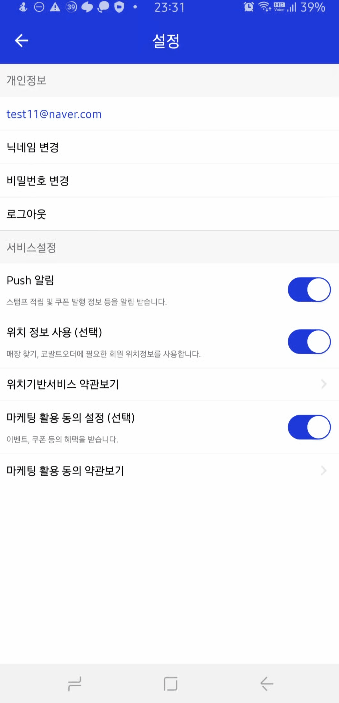 39
23:31
39%
설정
개인정보
test11@naver.com
닉네임 변경
비밀번호 변경
로그아웃
서비스설정
Push 알림
스탬프 적립 및 쿠폰 발행 정보 등을 알림 받습니다.
위치 정보 사용 (선택)
매장 찾기, 코랄트오더에 필요한 회원 위치정보를 사용합니다.
위치기반서비스 약관보기
마케팅 활용 동의 설정 (선택)
이벤트, 쿠폰 등의 혜택을 받습니다.
마케팅 활용 동의 약관보기